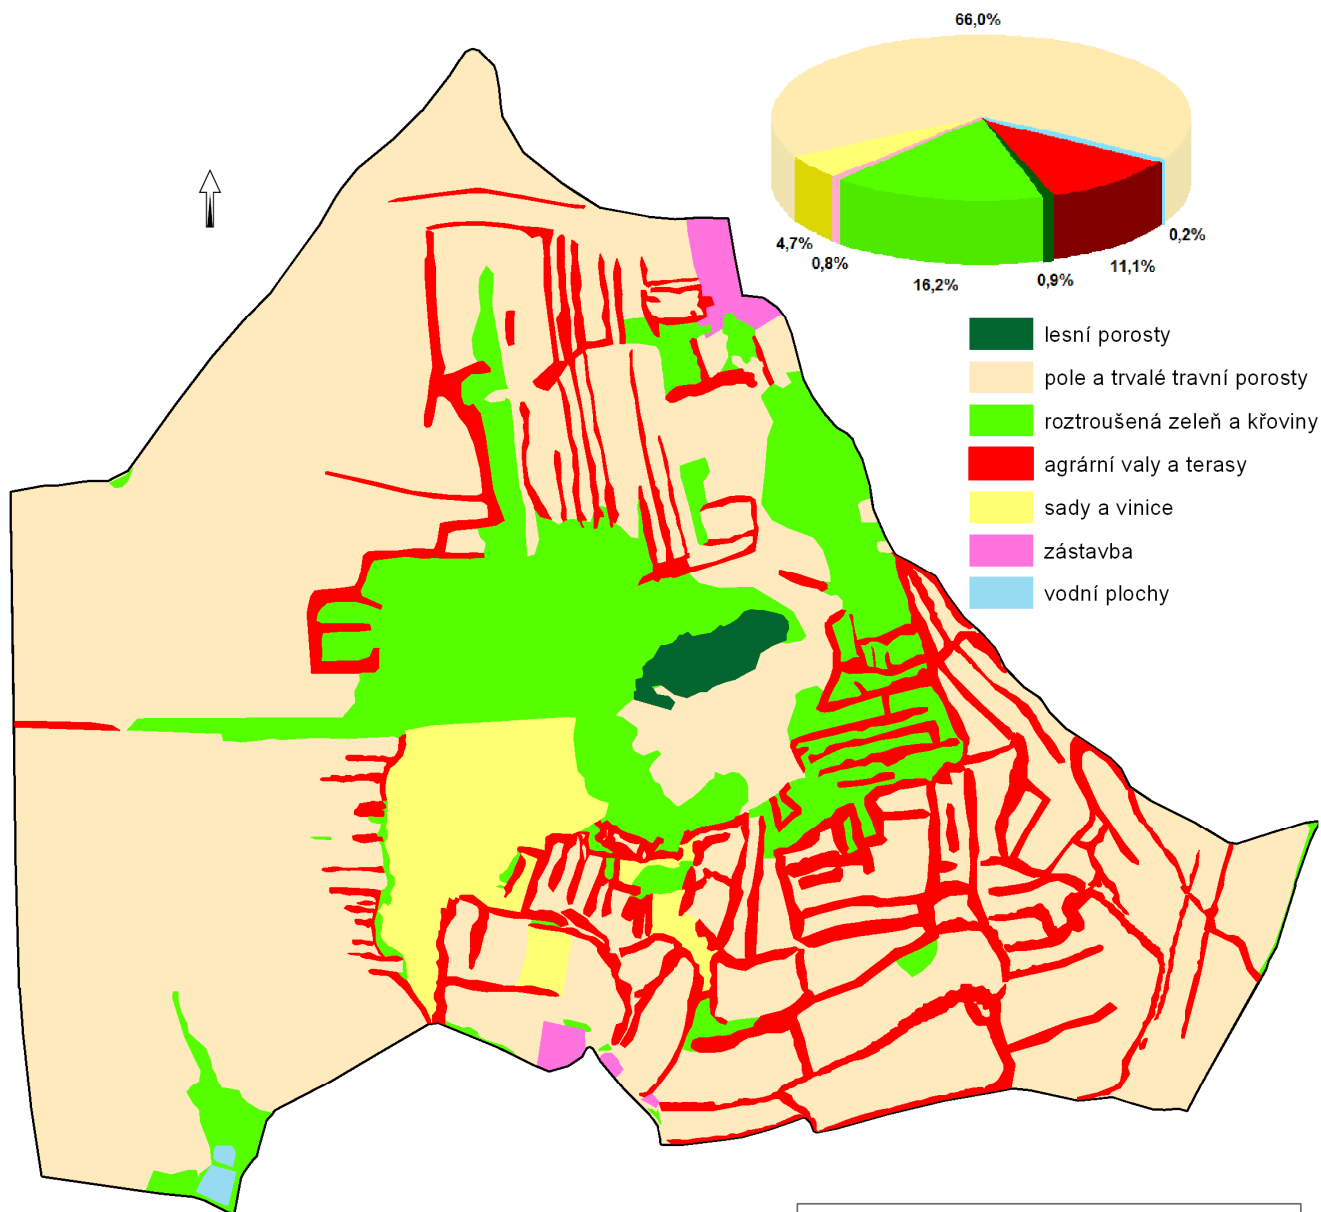 66,0%
4,7%
0,8%
16,2%
0,9%
11,1%
0,2%
lesní porosty
pole a trvalé travní porosty
roztroušená zeleň a křoviny
agrární valy a terasy
sady a vinice
zástavba
vodní plochy